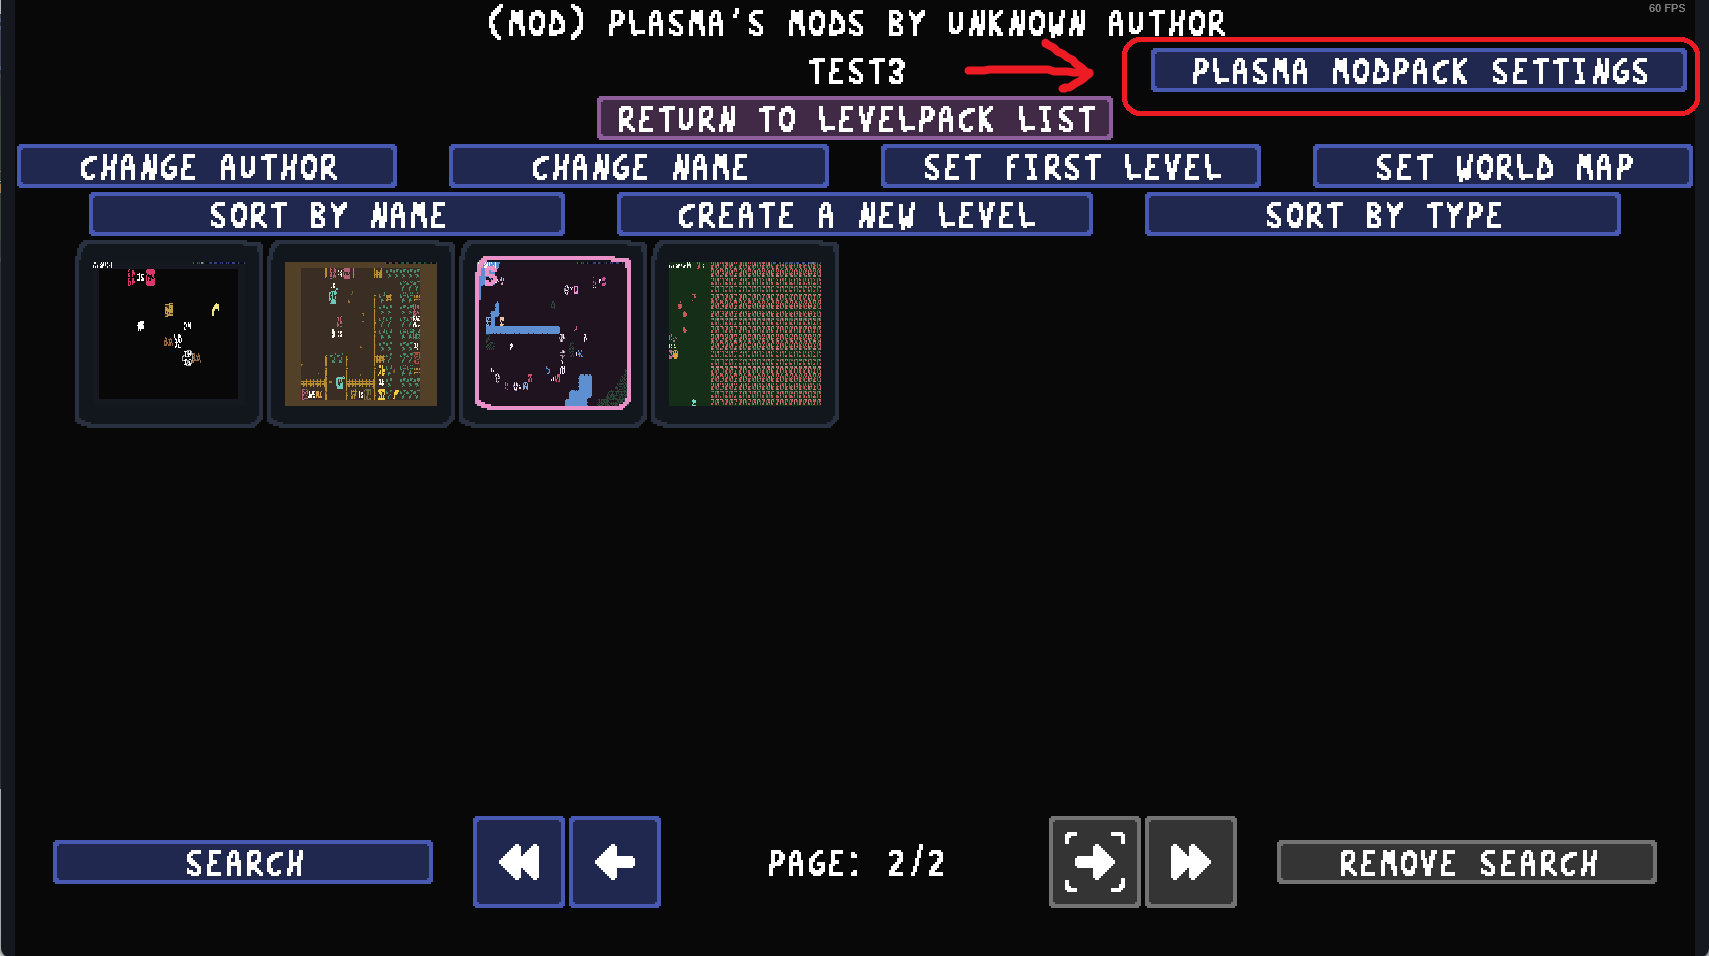 60 FPS
(MOD) PLASMA'S MODS BY UNKNOWN AUTHOR
TEST3
PLASMA MODPACK SETTINGS
RETURN TO LEVELPACK LIST
CHANGE AUTHOR
CHANGE NAME
SET FIRST LEVEL
SET WORLD MAP
SORT BY NAME
CREATE A NEW LEVEL
SORT BY TYPE
SEARCH
PAGE: 2/2
REMOVE SEARCH